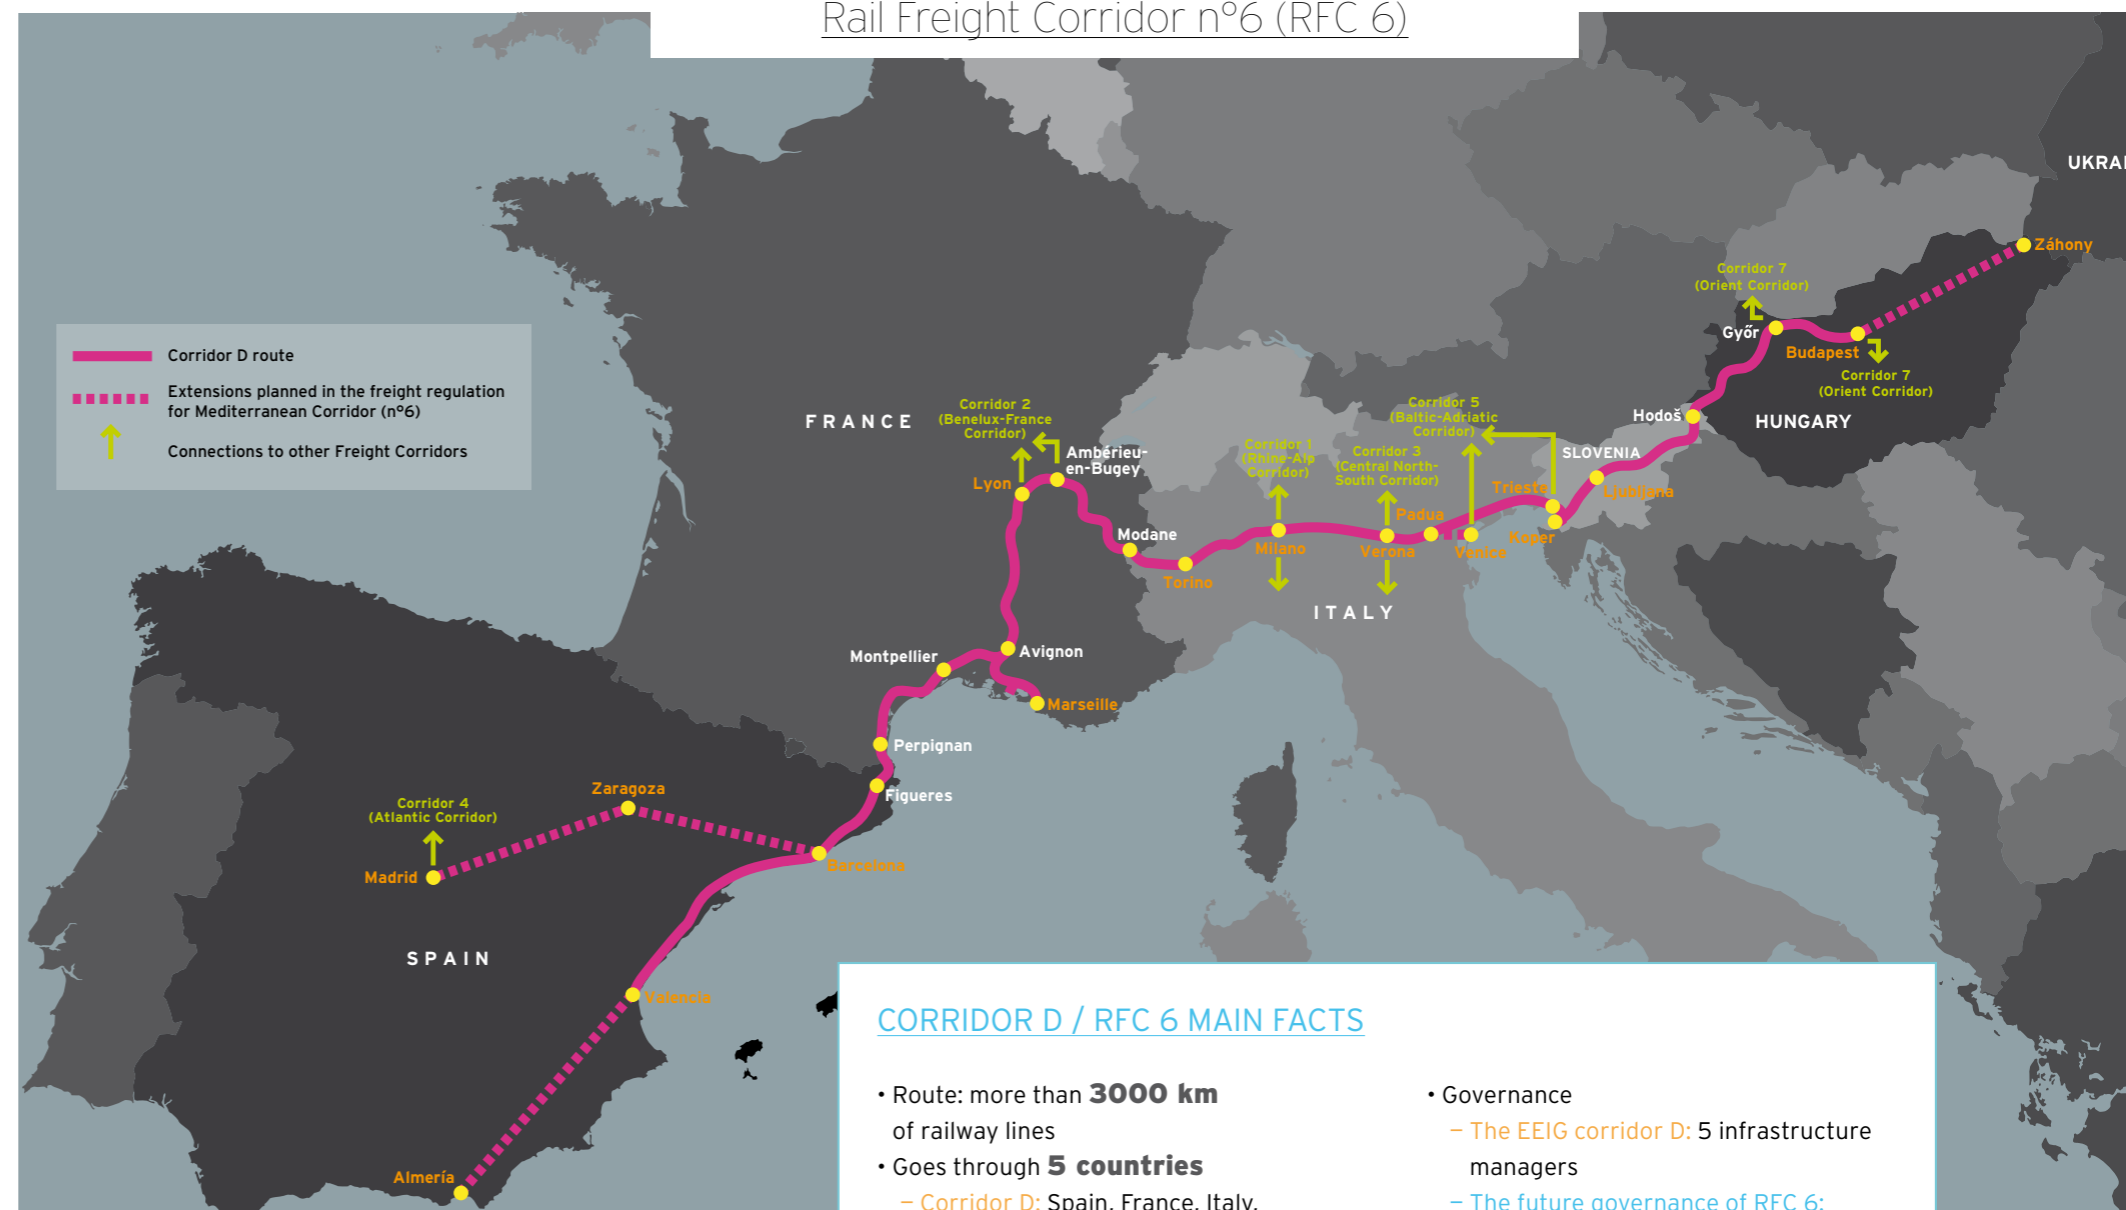 Rail Freight Corridor n°6 (RFC 6)
UKRAI
Záhony
Corridor 7
(Orient Corridor)
Győr
Budapest
Corridor 7
(Orient Corridor)
Corridor D route
Extensions planned in the freight regulation
for Mediterranean Corridor (n°6)
Connections to other Freight Corridors
FRANCE
Corridor 2
(Benelux-France
Corridor)
Ambérieu-
en-Bugey
Lyon
Corridor 1
(Rhine-Alp
Corridor)
Corridor 3
(Central North-
South Corridor)
Corridor 5
(Baltic-Adriatic
Corridor)
Hodoš
HUNGARY
SLOVENIA
Trieste
Ljubljana
Padua
Modane
Milano
Verona
Venice
Koper
Torino
ITALY
Montpellier
Avignon
Marseille
Perpignan
Figueres
Zaragoza
Corridor 4
(Atlantic Corridor)
Madrid
Barcelona
SPAIN
Valencia
Almería
CORRIDOR D / RFC 6 MAIN FACTS
• Route: more than 3000 km
of railway lines
• Goes through 5 countries
– Corridor D: Spain, France, Italy,
• Governance
– The EEIG corridor D: 5 infrastructure
managers
– The future governance of RFC 6: